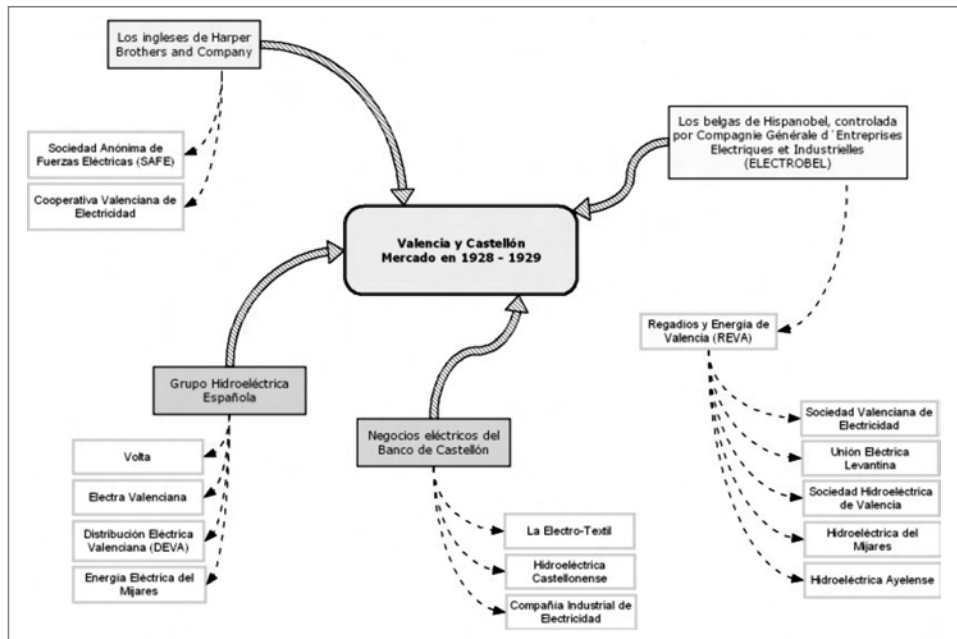 Los ingleses de Harper
Brothers and Company
Sociedad Anónima de
Fuerzas Eléctricas (SAFE)
Cooperativa Valenciana de
Electricidad
Los belgas de Hispanobel, controlada
por Compagnie Générale d´Entreprises
Electriques et Industrielles
(ELECTROBEL)
Valencia y Castellón
Mercado en 1928 - 1929
Regadíos y Energía de
Valencia (REVA)
Grupo Hidroeléctrica
Española
Negocios eléctricos del
Banco de Castellón
Volta
Electra Valenciana
Distribución Eléctrica
Valenciana (DEVA)
Energía Eléctrica del
Mijares
La Electro-Textil
Hidroeléctrica
Castellonense
Compañía Industrial de
Electricidad
Sociedad Valenciana de
Electricidad
Unión Eléctrica
Levantina
Sociedad Hidroeléctrica
de Valencia
Hidroeléctrica del
Mijares
Hidroeléctrica Ayelense